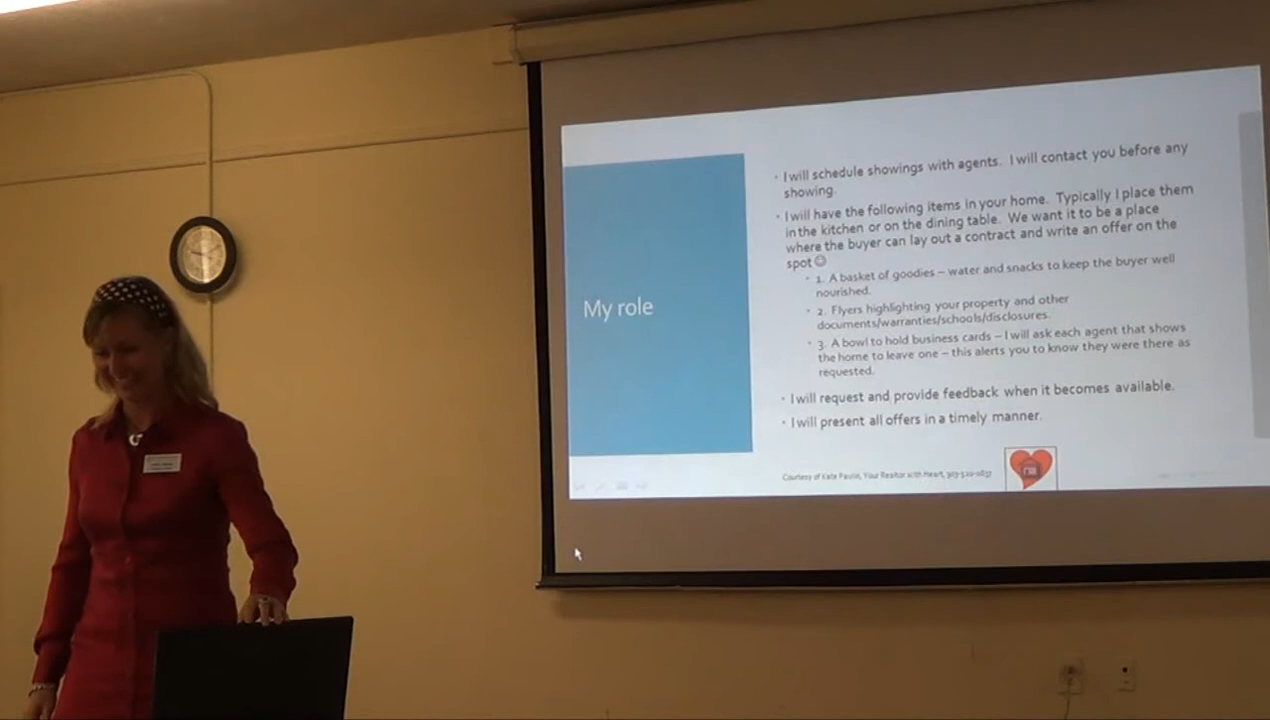 My role
• I will schedule showings with agents. I will contact you before any
showing.
• I will have the following items in your home. Typically I place them
in the kitchen or on the dining table. We want it to be a place
where the buyer can lay out a contract and write an offer on the
spot☺
• 1. A basket of goodies – water and snacks to keep the buyer well
nourished.
• 2. Flyers highlighting your property and other
documents/warranties/schools/disclosures.
• 3. A bowl to hold business cards – I will ask each agent that shows
the home to leave one – this alerts you to know they were there as
requested.
• I will request and provide feedback when it becomes available.
• I will present all offers in a timely manner.
Courtesy of Kate Paulin, Your Realtor with Heart,